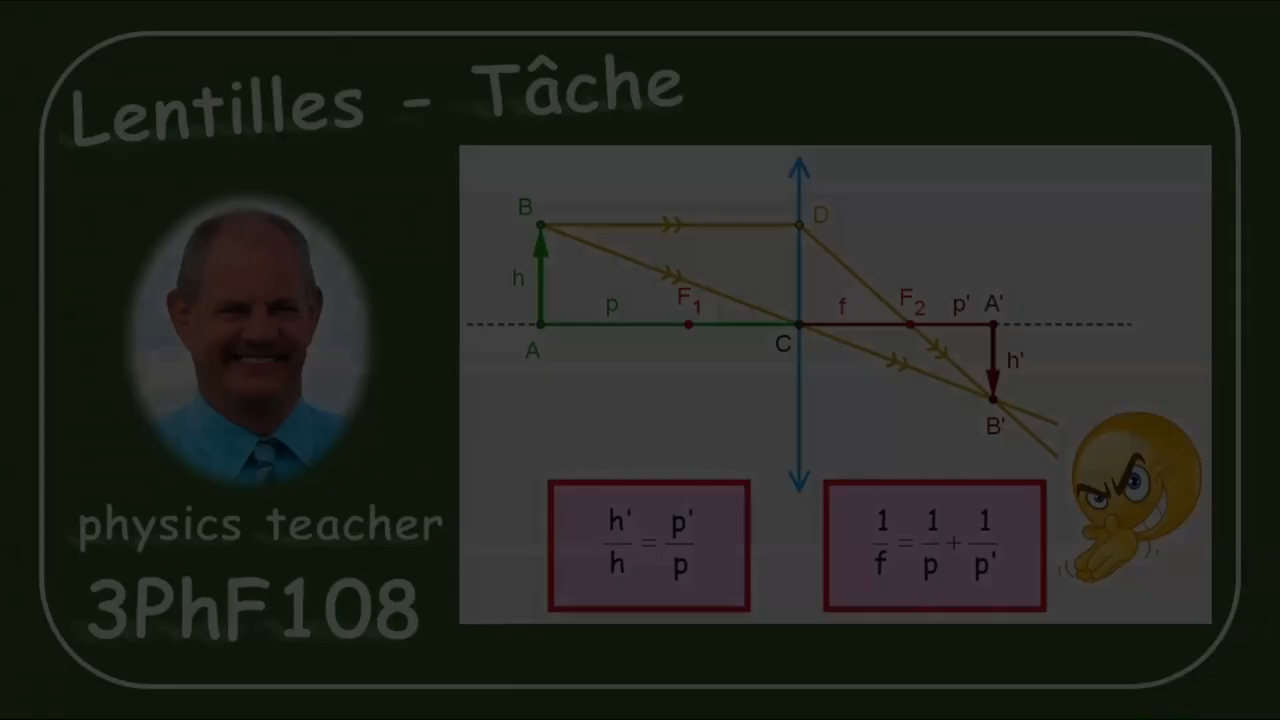 Lentilles - Tâche
B
D
h
p
F1
f
F2
p'
A'
A
C
h'
B'
h'
h
=
p'
p
1
f
=
1
p
+
1
p'
physics teacher
3PhF108